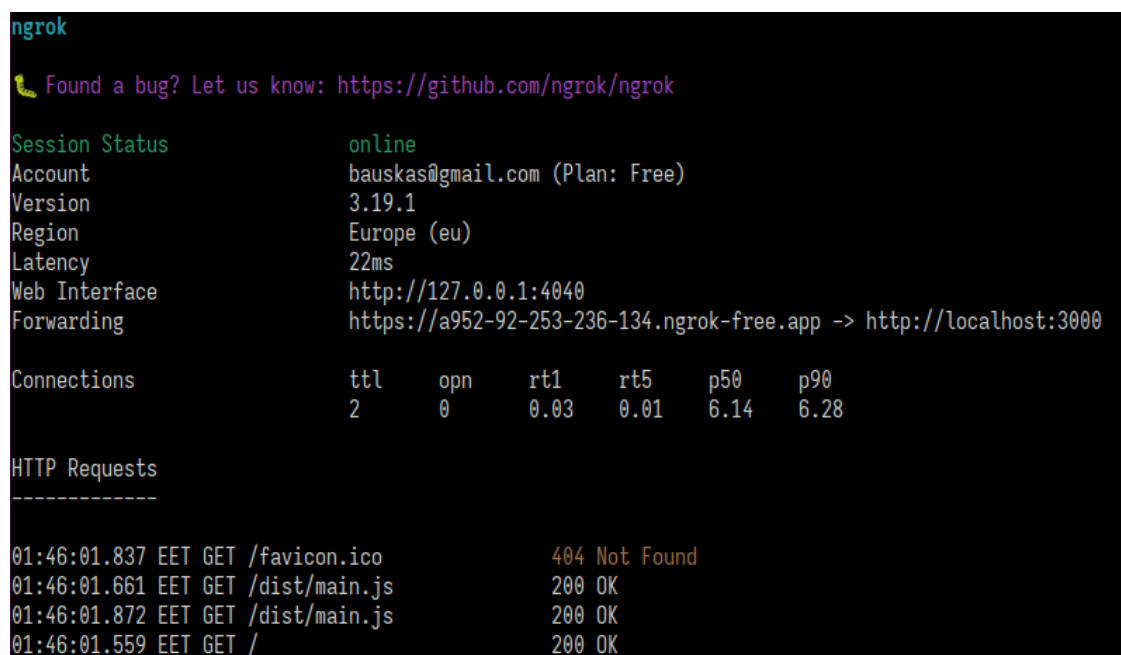 ngrok
🐛 Found a bug? Let us know: https://github.com/ngrok/ngrok
Session Status online
Account bauskas@gmail.com (Plan: Free)
Version 3.19.1
Region Europe (eu)
Latency 22ms
Web Interface http://127.0.0.1:4040
Forwarding https://a952-92-253-236-134.ngrok-free.app -> http://localhost:3000
Connections ttl opn rt1 rt5 p50 p90
2 0 0.03 0.01 6.14 6.28
HTTP Requests
-------------
01:46:01.837 EET GET /favicon.ico 404 Not Found
01:46:01.661 EET GET /dist/main.js 200 OK
01:46:01.872 EET GET /dist/main.js 200 OK
01:46:01.559 EET GET / 200 OK